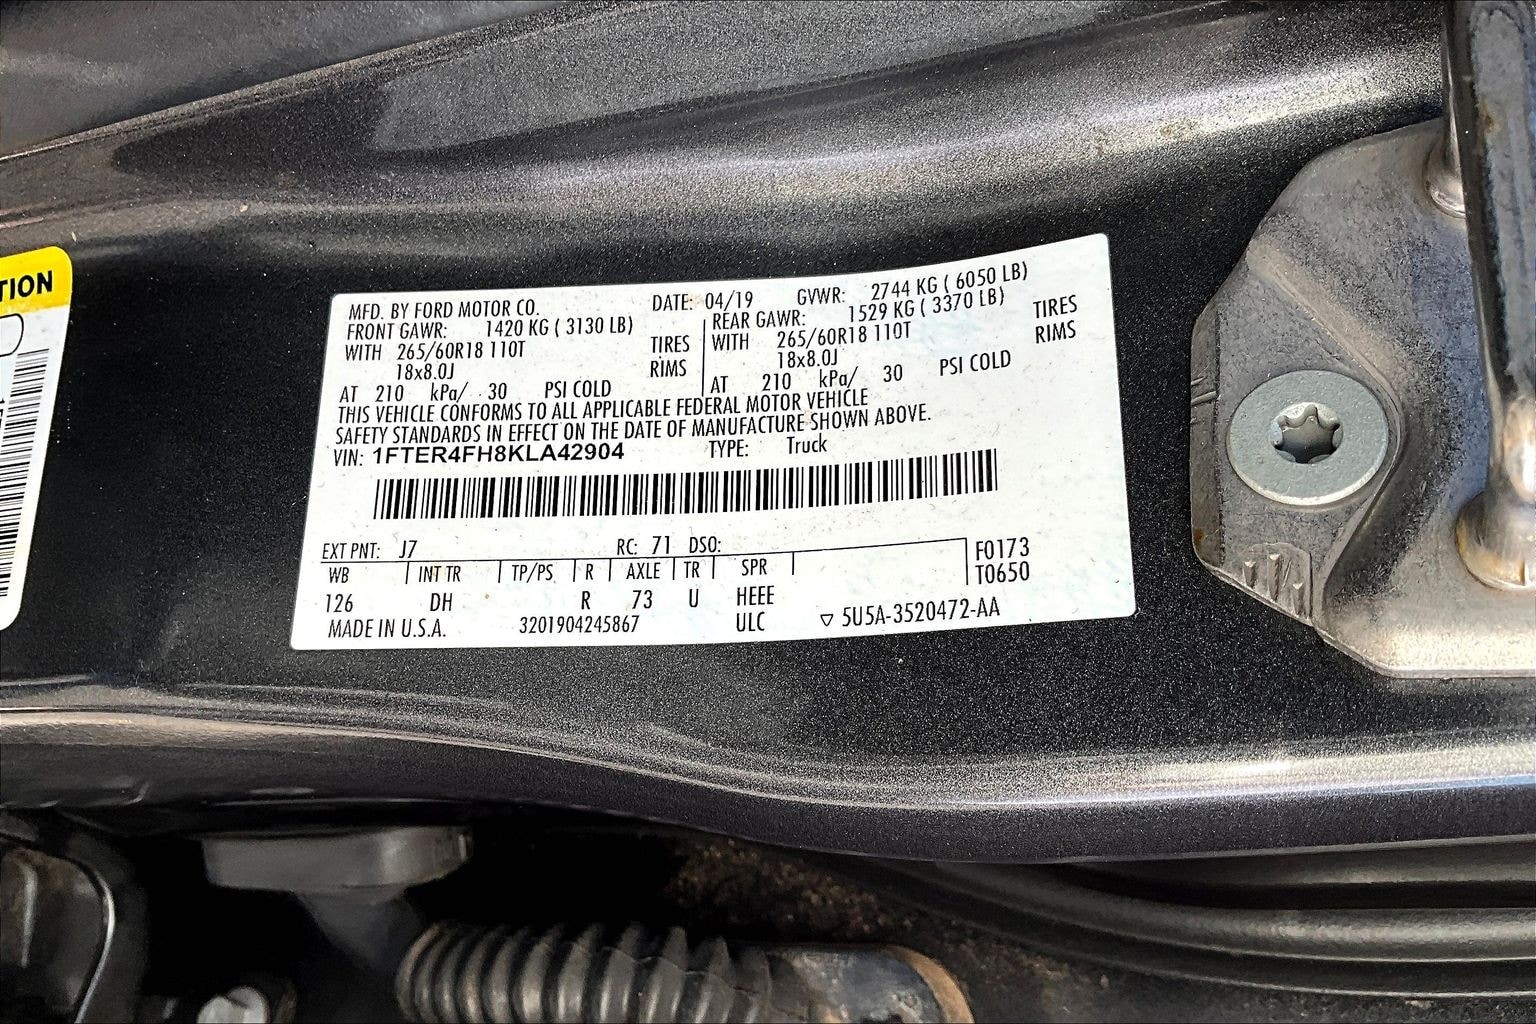 TION
MFD. BY FORD MOTOR CO. DATE: 04/19 GVWR: 2744 KG ( 6050 LB)
FRONT GAWR: 1420 KG ( 3130 LB) REAR GAWR: 1529 KG ( 3370 LB)
WITH 265/60R18 110T TIRES WITH 265/60R18 110T TIRES
18x8.0J RIMS 18x8.0J RIMS
AT 210 kPa/ 30 PSI COLD AT 210 kPa/ 30 PSI COLD
THIS VEHICLE CONFORMS TO ALL APPLICABLE FEDERAL MOTOR VEHICLE
SAFETY STANDARDS IN EFFECT ON THE DATE OF MANUFACTURE SHOWN ABOVE.
VIN: 1FTER4FH8KLA42904 TYPE: Truck
EXT PNT: J7 RC: 71 DSO: F0173
WB INT TR TP/PS R AXLE TR SPR T0650
126 DH R 73 U HEEE
MADE IN U.S.A. 3201904245867 ULC ▽ 5U5A-3520472-AA